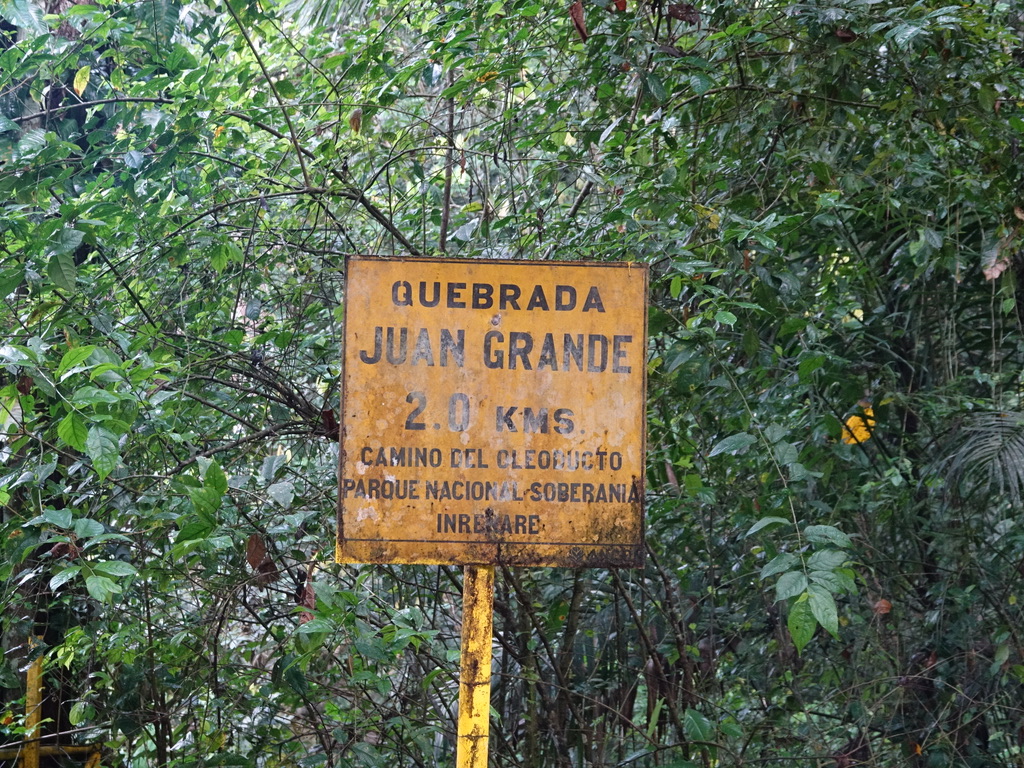 QUEBRADA
JUAN GRANDE
2.0 KMS.
CAMINO DEL OLEODUCTO
PARQUE NACIONAL SOBERANIA
INRENARE